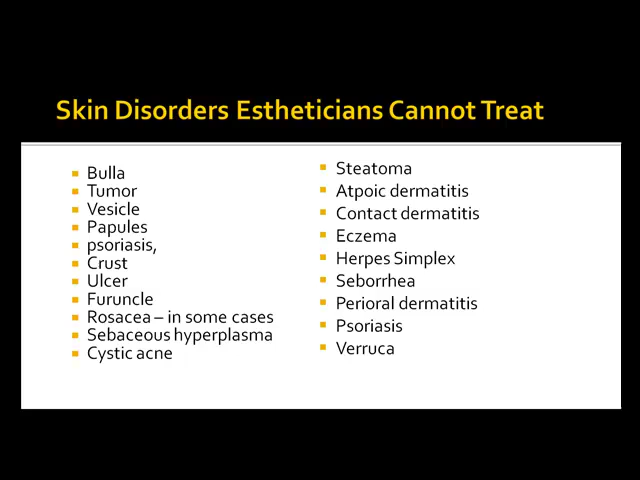 Skin Disorders Estheticians Cannot Treat
Bulla
Tumor
Vesicle
Papules
psoriasis,
Crust
Ulcer
Furuncle
Rosacea – in some cases
Sebaceous hyperplasma
Cystic acne
Steatoma
Atpoic dermatitis
Contact dermatitis
Eczema
Herpes Simplex
Seborrhea
Perioral dermatitis
Psoriasis
Verruca